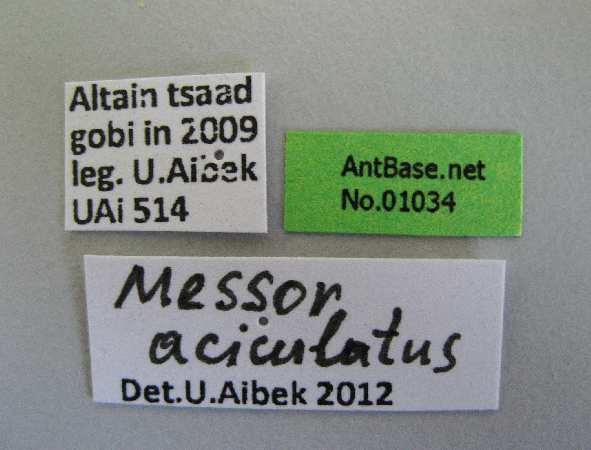 Altain tsaad
gobi in 2009
leg. U.Aibek
UAi 514
AntBase.net
No.01034
Messor
aciculatus
Det.U.Aibek 2012